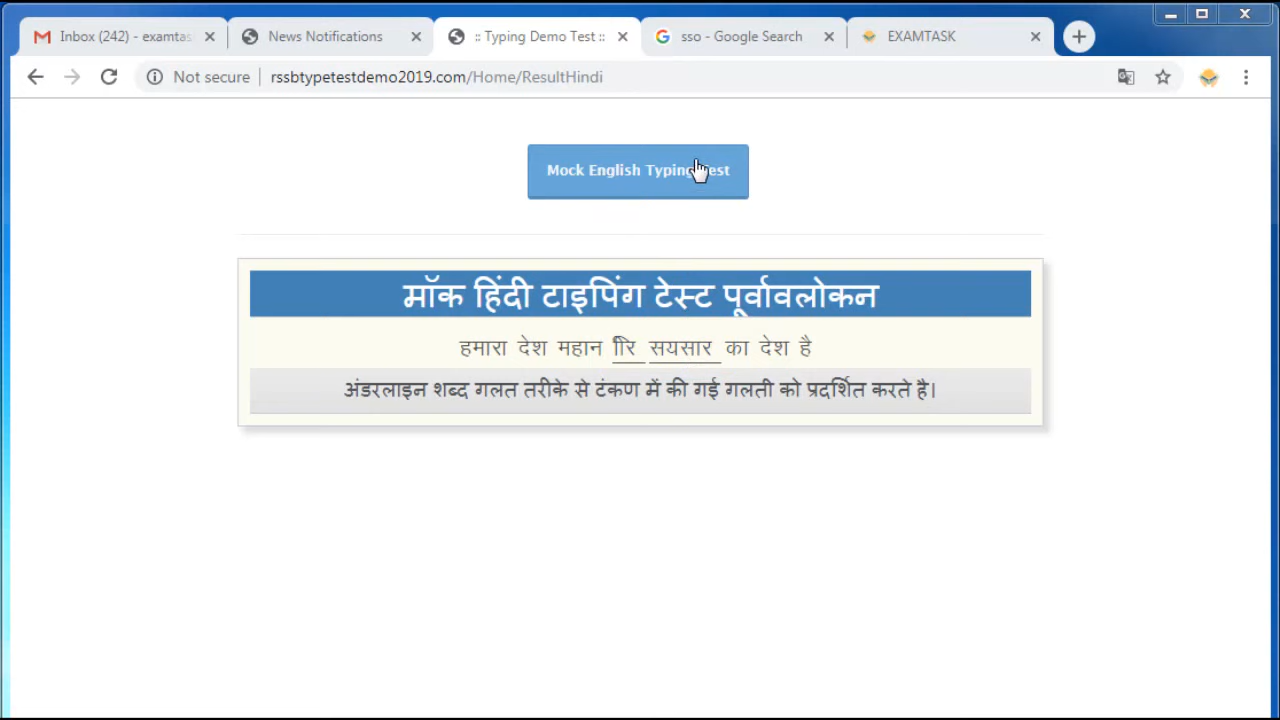 Inbox (242) - examtas
News Notifications
:: Typing Demo Test ::
sso - Google Search
EXAMTASK
Not secure
rssbtypetestdemo2019.com/Home/ResultHindi
Mock English Typing Test
मॉक हिंदी टाइपिंग टेस्ट पूर्वावलोकन
हमारा देश महान ािर सयसार का देश है
अंडरलाइन शब्द गलत तरीके से टंकण में की गई गलती को प्रदर्शित करते है।